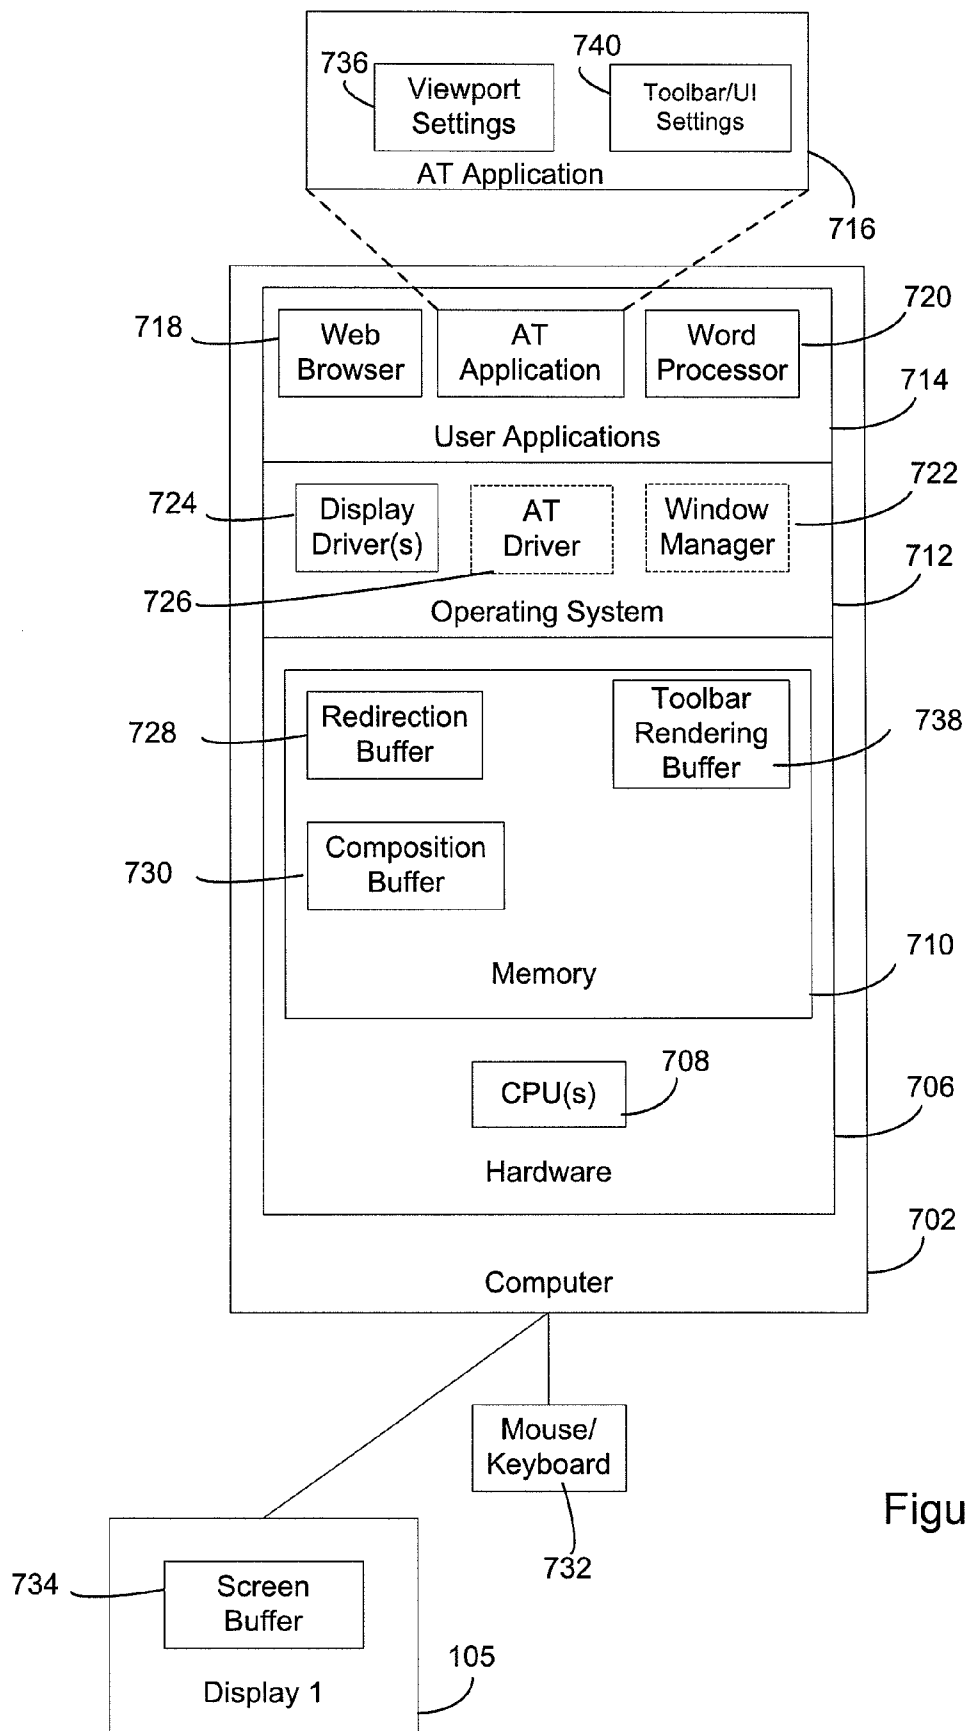 740
736
Viewport
Settings
Toolbar/UI
Settings
AT Application
716
718
Web
Browser
AT
Application
Word
Processor
720
714
User Applications
724
Display
Driver(s)
AT
Driver
Window
Manager
722
712
726
Operating System
728
Redirection
Buffer
Toolbar
Rendering
Buffer
738
730
Composition
Buffer
710
Memory
708
CPU(s)
706
Hardware
702
Computer
Mouse/
Keyboard
732
Figu
734
Screen
Buffer
105
Display 1